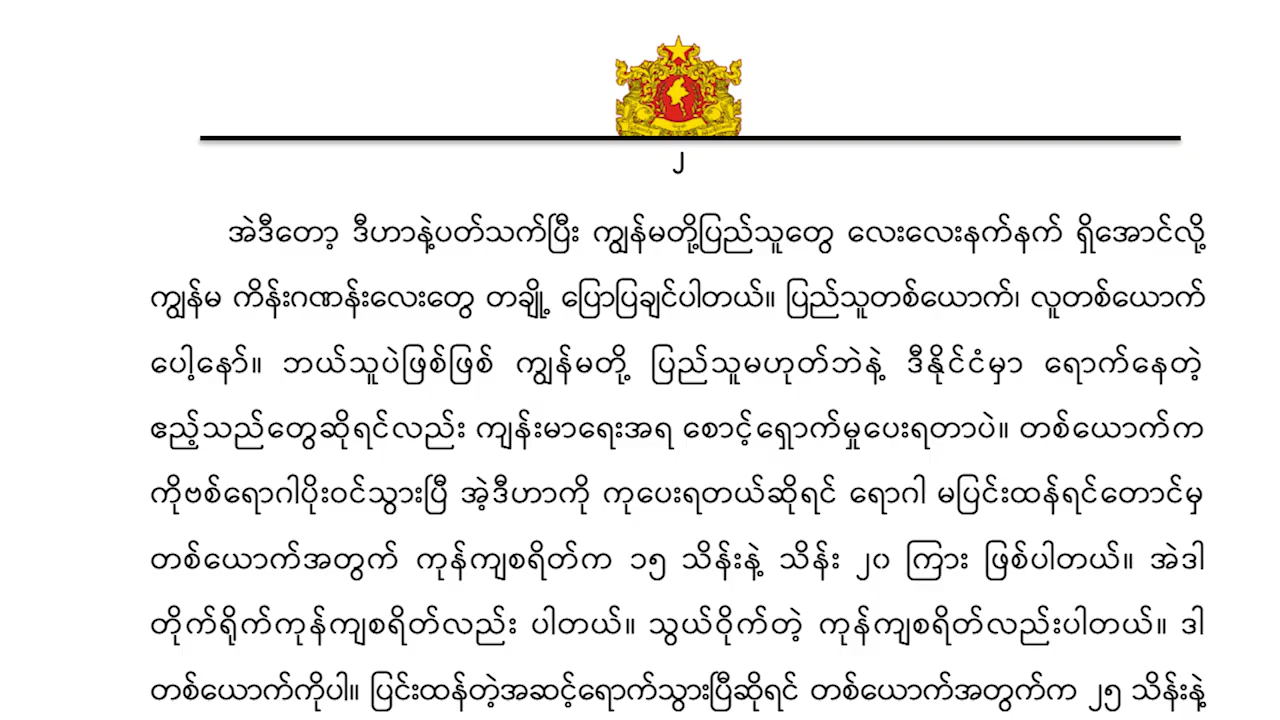 ၂
အဲဒီတော့ ဒီဟာနဲ့ပတ်သက်ပြီး ကျွန်မတို့ပြည်သူတွေ လေးလေးနက်နက် ရှိအောင်လို့
ကျွန်မ ကိန်းဂဏန်းလေးတွေ တချို့ ပြောပြချင်ပါတယ်။ ပြည်သူတစ်ယောက်၊ လူတစ်ယောက်
ပေါ့နော်။ ဘယ်သူပဲဖြစ်ဖြစ် ကျွန်မတို့ ပြည်သူမဟုတ်ဘဲနဲ့ ဒီနိုင်ငံမှာ ရောက်နေတဲ့
ဧည့်သည်တွေဆိုရင်လည်း ကျန်းမာရေးအရ စောင့်ရှောက်မှုပေးရတာပဲ။ တစ်ယောက်က
ကိုဗစ်ရောဂါပိုးဝင်သွားပြီ အဲ့ဒီဟာကို ကုပေးရတယ်ဆိုရင် ရောဂါ မပြင်းထန်ရင်တောင်မှ
တစ်ယောက်အတွက် ကုန်ကျစရိတ်က ၁၅ သိန်းနဲ့ သိန်း ၂၀ ကြား ဖြစ်ပါတယ်။ အဲဒါ
တိုက်ရိုက်ကုန်ကျစရိတ်လည်း ပါတယ်။ သွယ်ဝိုက်တဲ့ ကုန်ကျစရိတ်လည်းပါတယ်။ ဒါ
တစ်ယောက်ကိုပါ။ ပြင်းထန်တဲ့အဆင့်ရောက်သွားပြီဆိုရင် တစ်ယောက်အတွက်က ၂၅ သိန်းနဲ့